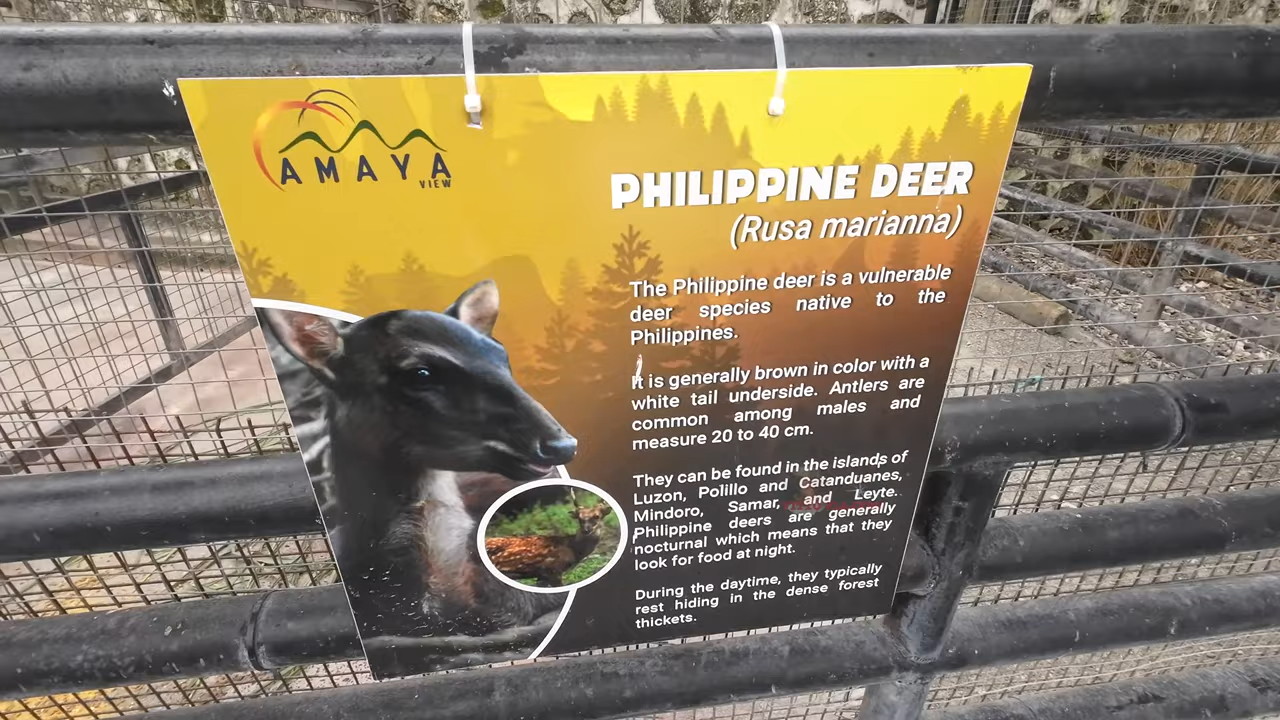 AMAYA
VIEW
PHILIPPINE DEER
(Rusa marianna)
The Philippine deer is a vulnerable
deer species native to the
Philippines.
It is generally brown in color with a
white tail underside. Antlers are
common among males and
measure 20 to 40 cm.
They can be found in the islands of
Luzon, Polillo and Catanduanes,
Mindoro, Samar, and Leyte.
Philippine deers are generally
nocturnal which means that they
look for food at night.
During the daytime, they typically
rest hiding in the dense forest
thickets.